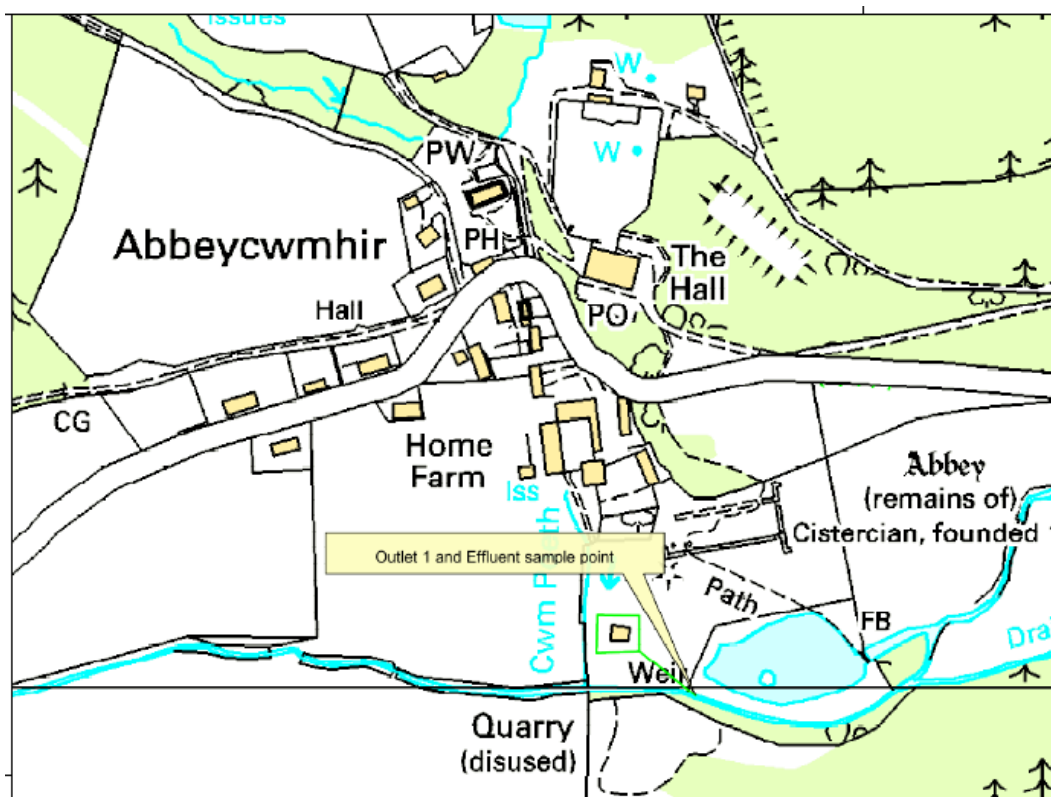 Issues
W
PW
W
Abbeycwmhir
PH
The
Hall
Hall
PO
CG
Home
Farm
Abbey
(remains of)
Cistercian, founded
Iss
Outlet 1 and Effluent sample point
Cwm
Path
FB
Weir
Quarry
(disused)